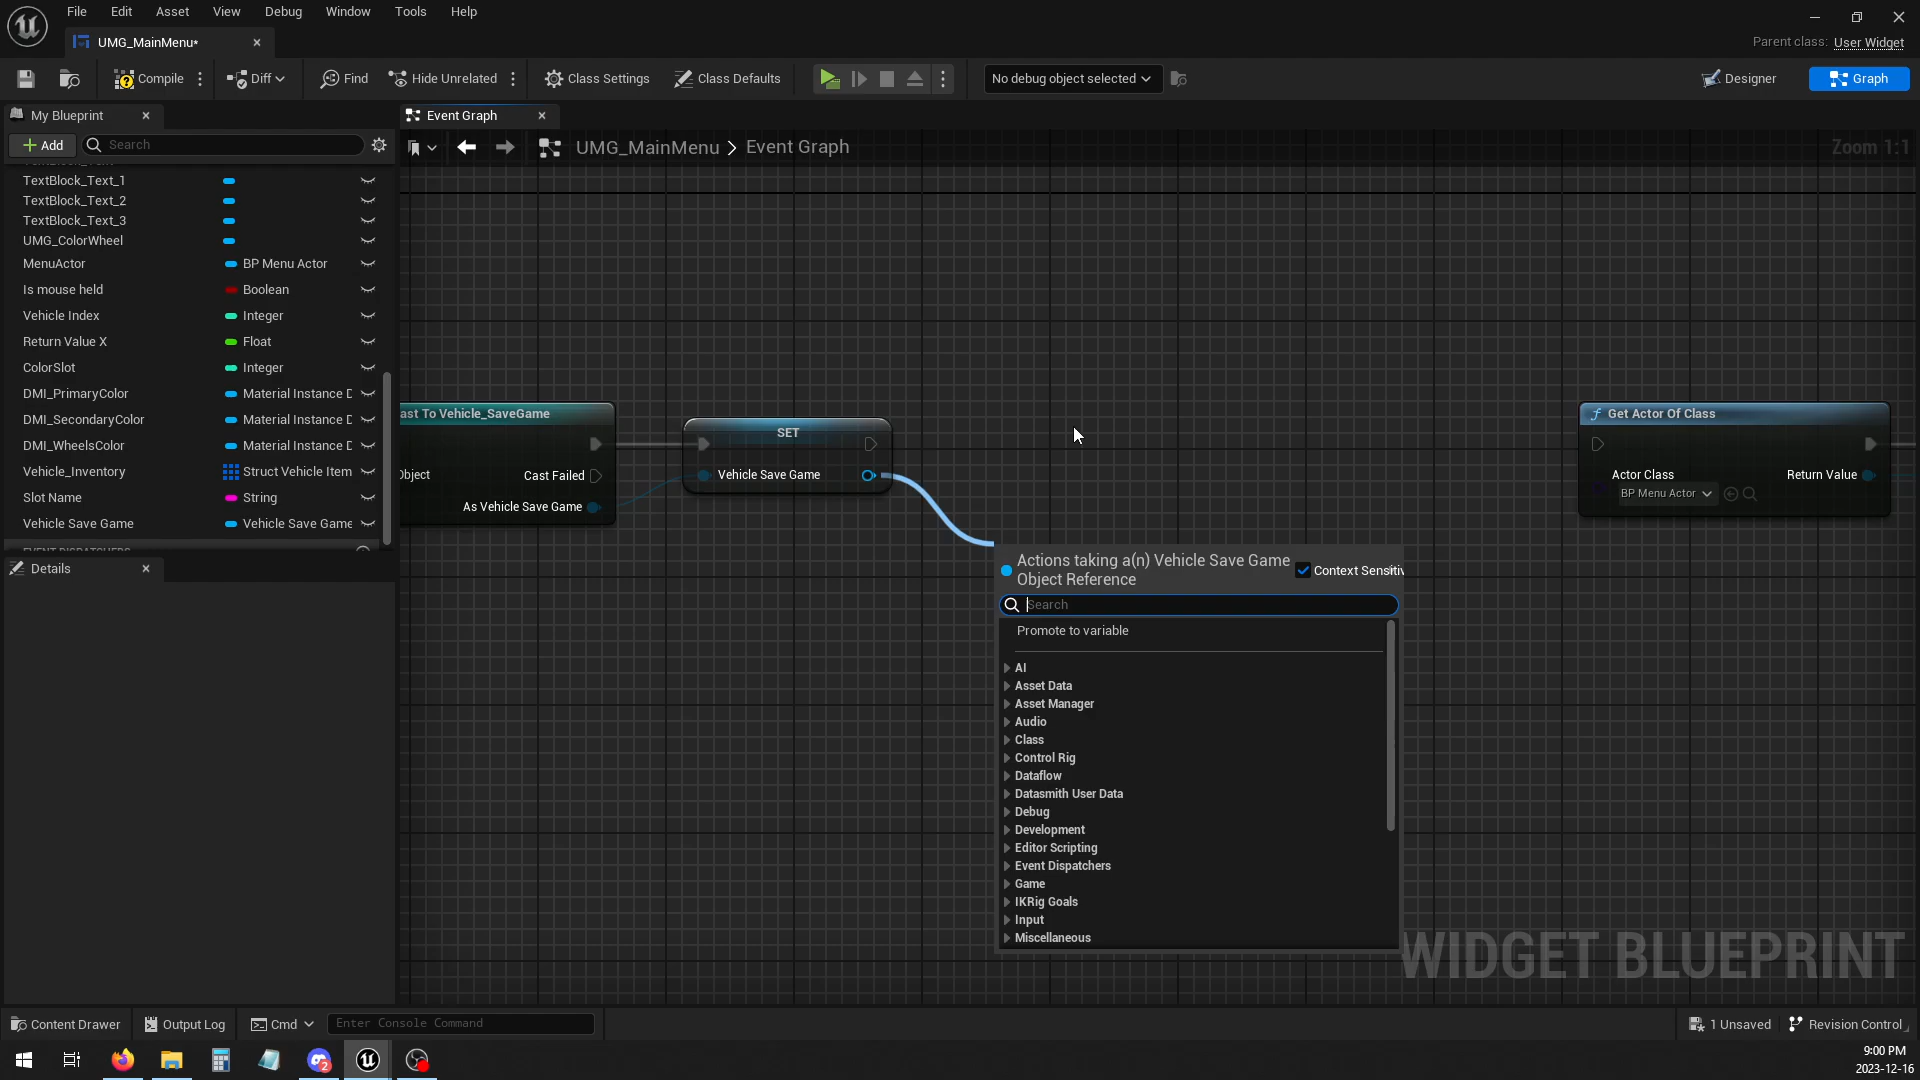 File Edit Asset View Debug Window Tools Help
UMG_MainMenu*
Parent class: User Widget
Compile Diff Find Hide Unrelated Class Settings Class Defaults No debug object selected Designer Graph
My Blueprint
Event Graph
Add Search
UMG_MainMenu > Event Graph
Zoom 1:1
TextBlock_Text_1
TextBlock_Text_2
TextBlock_Text_3
UMG_ColorWheel
MenuActor BP Menu Actor
Is mouse held Boolean
Vehicle Index Integer
Return Value X Float
ColorSlot Integer
DMI_PrimaryColor Material Instance D
DMI_SecondaryColor Material Instance D
DMI_WheelsColor Material Instance D
Vehicle_Inventory Struct Vehicle Item
Slot Name String
Vehicle Save Game Vehicle Save Game
EVENT DISPATCHERS
Details
ast To Vehicle_SaveGame
Object
Cast Failed
As Vehicle Save Game
SET
Vehicle Save Game
Get Actor Of Class
Actor Class
BP Menu Actor
Return Value
Actions taking a(n) Vehicle Save Game
Object Reference
Context Sensitiv
Search
Promote to variable
AI
Asset Data
Asset Manager
Audio
Class
Control Rig
Dataflow
Datasmith User Data
Debug
Development
Editor Scripting
Event Dispatchers
Game
IKRig Goals
Input
Miscellaneous
WIDGET BLUEPRINT
Content Drawer Output Log Cmd Enter Console Command
1 Unsaved Revision Control
2
9:00 PM
2023-12-16